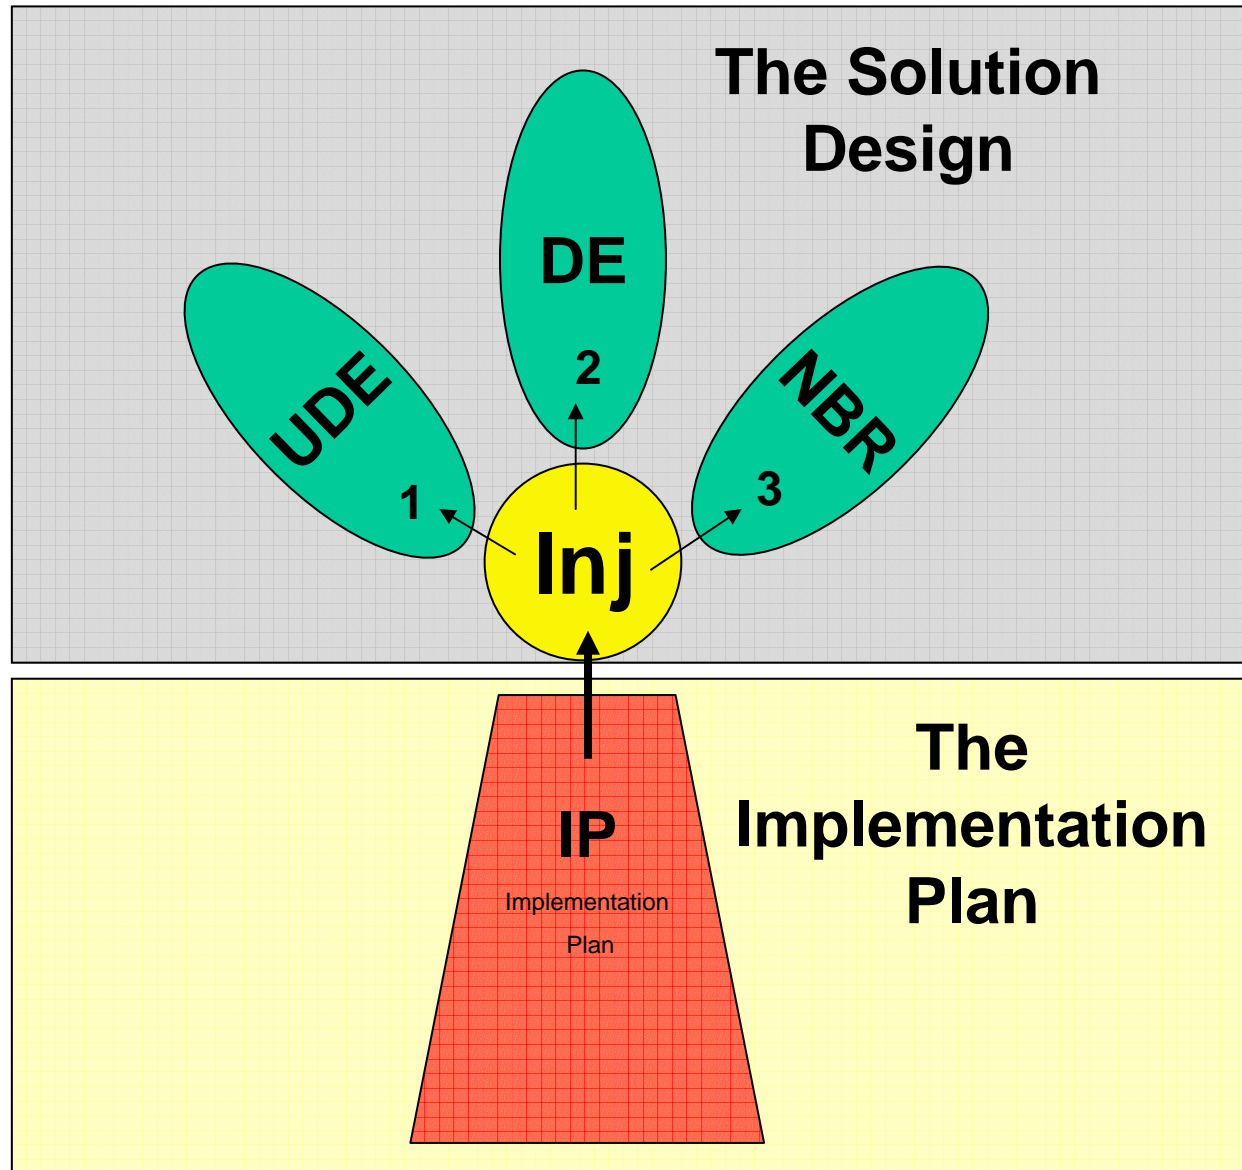 The Solution
Design
DE
2
UDE
1
NBR
3
Inj
The
Implementation
Plan
IP
Implementation
Plan